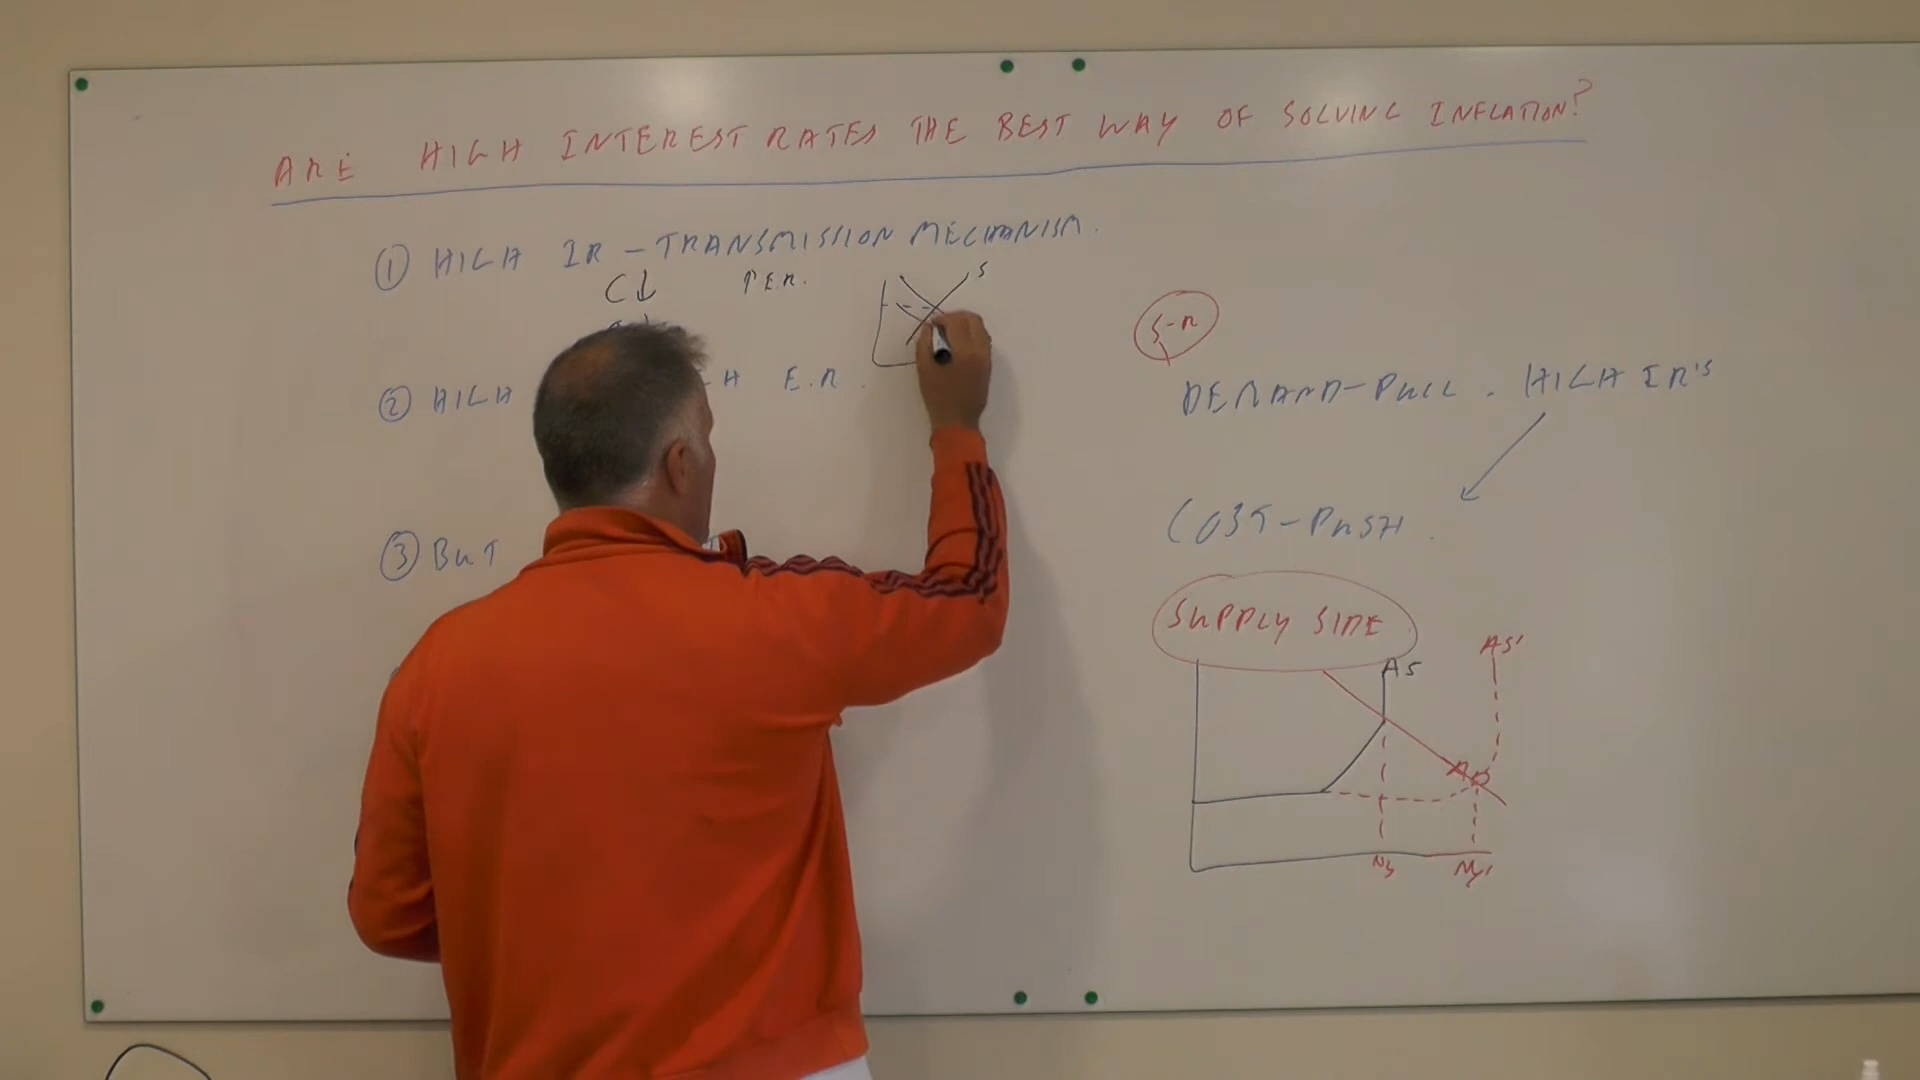 ARE HIGH INTEREST RATES THE BEST WAY OF SOLVING INFLATION?
① HIGH IR - TRANSMISSION MECHANISM.
C↓ ↑E.R.
S
② HIGH H E.R.
③ BUT
S-R
DEMAND-PULL. HIGH IR'S
COST-PUSH.
SUPPLY SIDE
AS AS'
AD
Ny Ny'